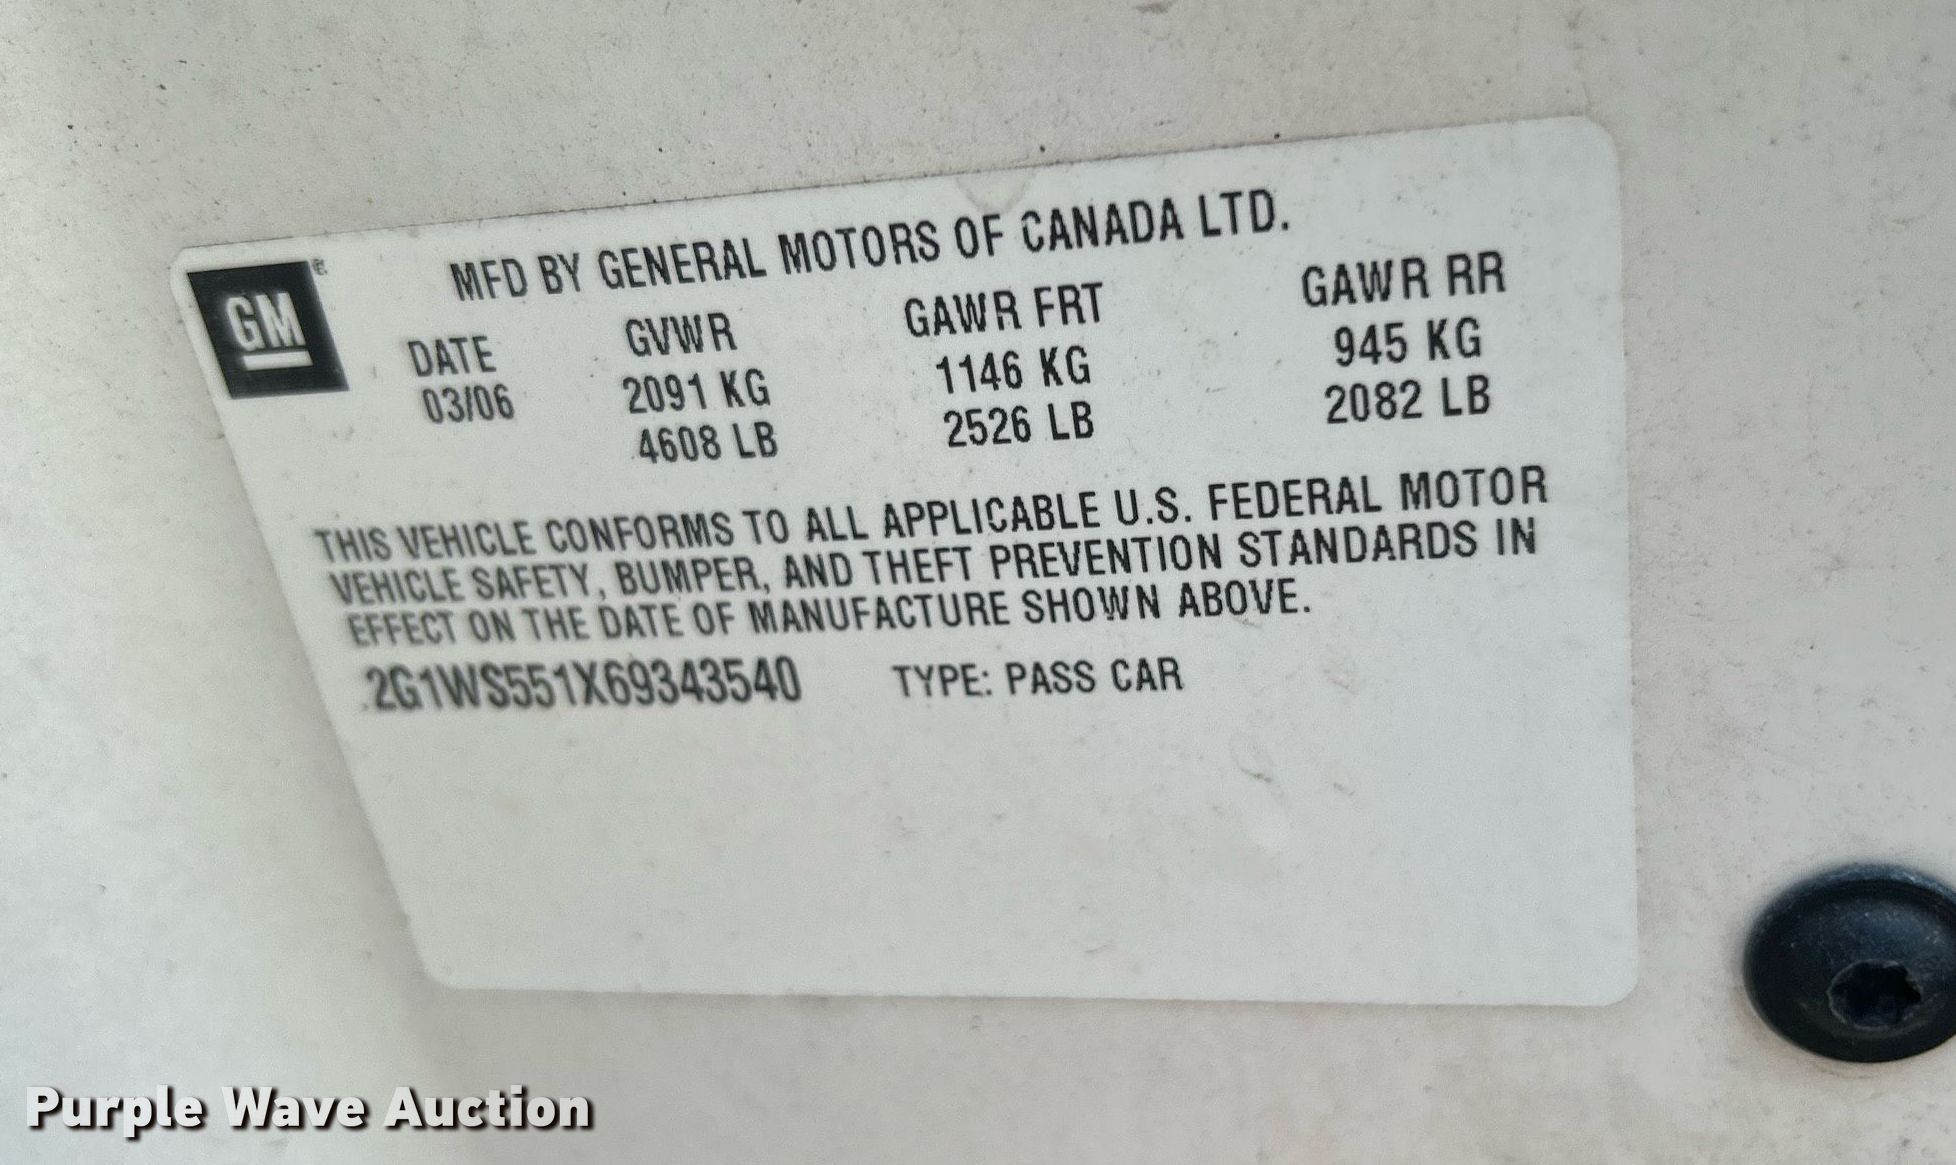 GM®
MFD BY GENERAL MOTORS OF CANADA LTD.
DATE GVWR GAWR FRT GAWR RR
03/06 2091 KG 1146 KG 945 KG
4608 LB 2526 LB 2082 LB
THIS VEHICLE CONFORMS TO ALL APPLICABLE U.S. FEDERAL MOTOR
VEHICLE SAFETY, BUMPER, AND THEFT PREVENTION STANDARDS IN
EFFECT ON THE DATE OF MANUFACTURE SHOWN ABOVE.
2G1WS551X69343540 TYPE: PASS CAR
Purple Wave Auction